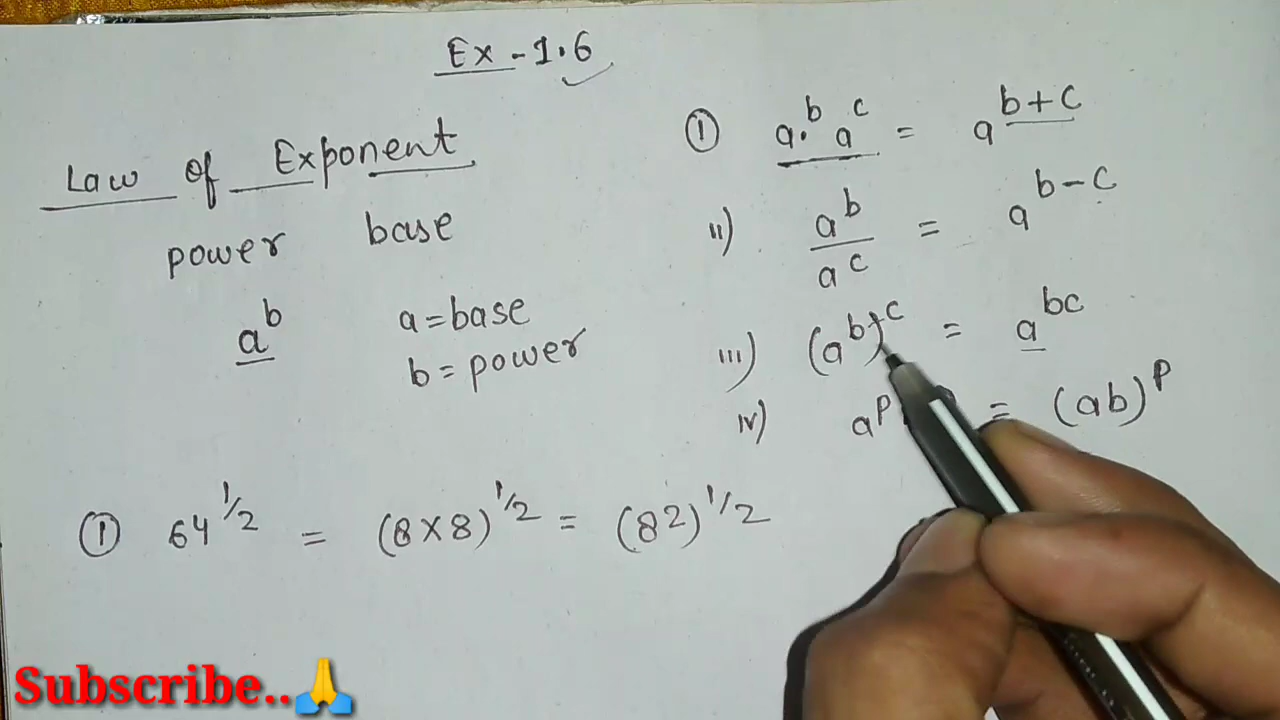 Ex - 1.6
Law of Exponent
power base
a^b a = base
b = power
① a^b · a^c = a^(b+c)
ii) a^b / a^c = a^(b-c)
iii) (a^b)^c = a^(bc)
iv) a^p = (ab)^p
① 64^1/2 = (8×8)^1/2 = (8^2)^1/2
Subscribe..🙏